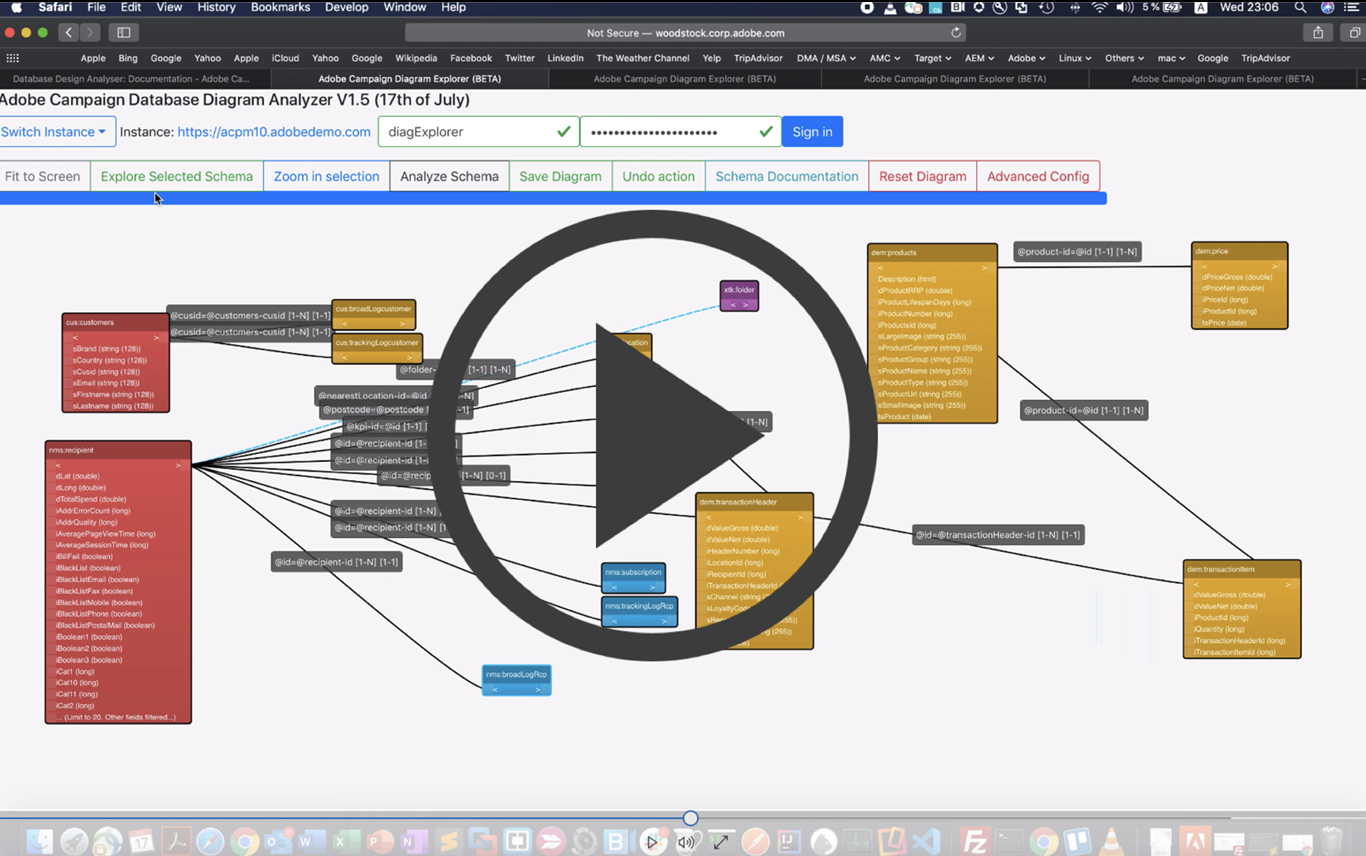 Safari File Edit View History Bookmarks Develop Window Help 5 % A Wed 23:06
Not Secure — woodstock.corp.adobe.com
Apple Bing Google Yahoo Apple iCloud Yahoo Google Wikipedia Facebook Twitter LinkedIn The Weather Channel Yelp TripAdvisor DMA / MSA AMC Target AEM Adobe Linux Others mac Google TripAdvisor
Database Design Analyser: Documentation - Adobe Ca... Adobe Campaign Diagram Explorer (BETA) Adobe Campaign Diagram Explorer (BETA) Adobe Campaign Diagram Explorer (BETA) Adobe Campaign Diagram Explorer (BETA)
Adobe Campaign Database Diagram Analyzer V1.5 (17th of July)
Switch Instance Instance: https://acpm10.adobedemo.com diagExplorer •••••••••••••••••••••• Sign in
Fit to Screen Explore Selected Schema Zoom in selection Analyze Schema Save Diagram Undo action Schema Documentation Reset Diagram Advanced Config
cus:customers
< >
sBrand (string (128))
sCountry (string (128))
sCusid (string (128))
sEmail (string (128))
sFirstname (string (128))
sLastname (string (128))
@cusid=@customers-cusid [1-N] [1-1]
@cusid=@customers-cusid [1-N] [1-1]
cus:broadLogcustomer
< >
cus:trackingLogcustomer
< >
xtk:folder
< >
@folder- [1-1] [1-N]
@nearestLocation-id=@id -N]
@postcode=@postcode [ -1]
@kpi-id=@id [1-1] [
@id=@recipient-id [1-
@id=@recipient-id [1-
@id=@recip [1-N] [0-1]
@id=@recipient-id [1-N]
@id=@recipient-id [1-N] [1
@id=@recipient-id [1-N] [1-1]
nms:recipient
< >
dLat (double)
dLong (double)
dTotalSpend (double)
iAddrErrorCount (long)
iAddrQuality (long)
iAveragePageViewTime (long)
iAverageSessionTime (long)
iBillFail (boolean)
iBlackList (boolean)
iBlackListEmail (boolean)
iBlackListFax (boolean)
iBlackListMobile (boolean)
iBlackListPhone (boolean)
iBlackListPostalMail (boolean)
iBoolean1 (boolean)
iBoolean2 (boolean)
iBoolean3 (boolean)
iCat1 (long)
iCat10 (long)
iCat11 (long)
iCat2 (long)
... (Limit to 20. Other fields filtered...)
nms:subscription
< >
nms:trackingLogRcp
< >
nms:broadLogRcp
< >
dem:transactionHeader
< >
dValueGross (double)
dValueNet (double)
iHeaderNumber (long)
iLocationId (long)
iRecipientId (long)
iTransactionHeaderId
sChannel (string
sLoyaltyCod
dem:products
< >
Description (html)
dProductRRP (double)
iProductLifespanDays (long)
iProductNumber (long)
iProductsId (long)
sLargeImage (string (255))
sProductCategory (string (255))
sProductGroup (string (255))
sProductName (string (255))
sProductType (string (255))
sProductUrl (string (255))
sSmallImage (string (255))
tsProduct (date)
@product-id=@id [1-1] [1-N]
dem:price
< >
dPriceGross (double)
dPriceNet (double)
iPriceId (long)
iProductId (long)
tsPrice (date)
@product-id=@id [1-1] [1-N]
@id=@transactionHeader-id [1-N] [1-1]
dem:transactionItem
< >
dValueGross (double)
dValueNet (double)
iProductId (long)
iQuantity (long)
iTransactionHeaderId (long)
iTransactionItemId (long)